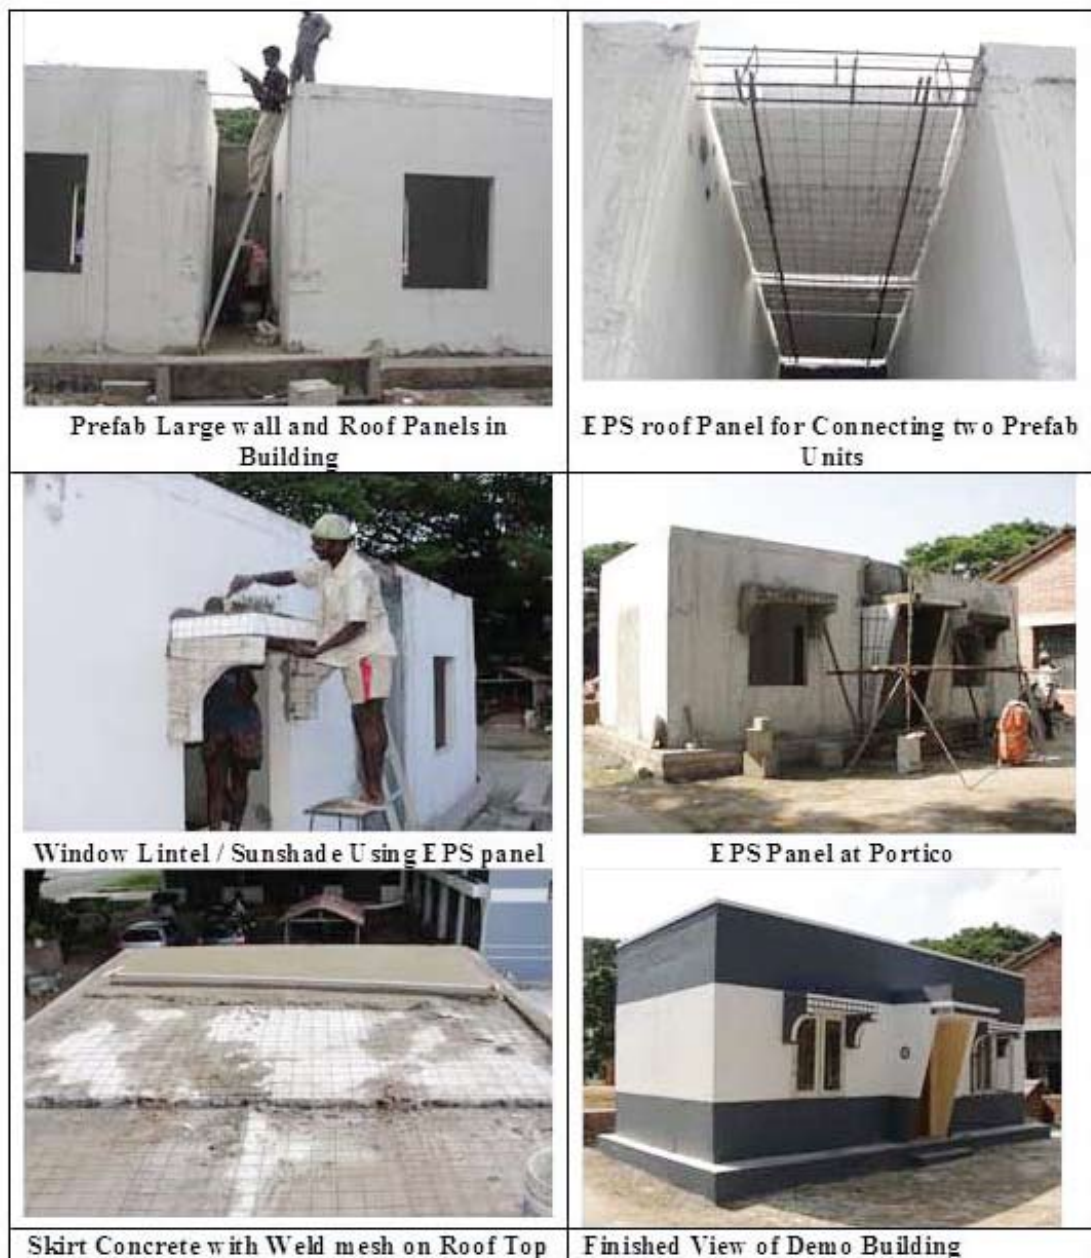 Prefab Large wall and Roof Panels in
Building
EPS roof Panel for Connecting two Prefab
Units
Window Lintel / Sunshade Using EPS panel
EPS Panel at Portico
Skirt Concrete with Weld mesh on Roof Top
Finished View of Demo Building